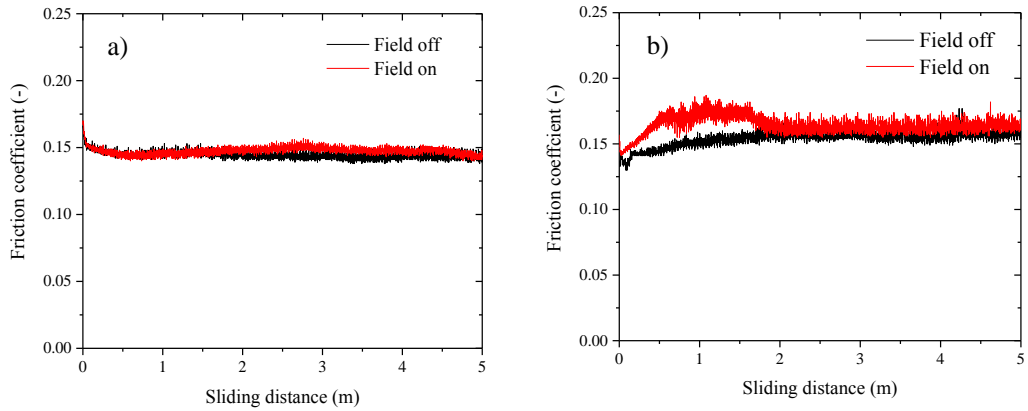 a)
Field off
Field on
Friction coefficient (-)
0.25
0.20
0.15
0.10
0.05
0.00
0 1 2 3 4 5
Sliding distance (m)
b)
Field off
Field on
Friction coefficient (-)
0.25
0.20
0.15
0.10
0.05
0.00
0 1 2 3 4 5
Sliding distance (m)